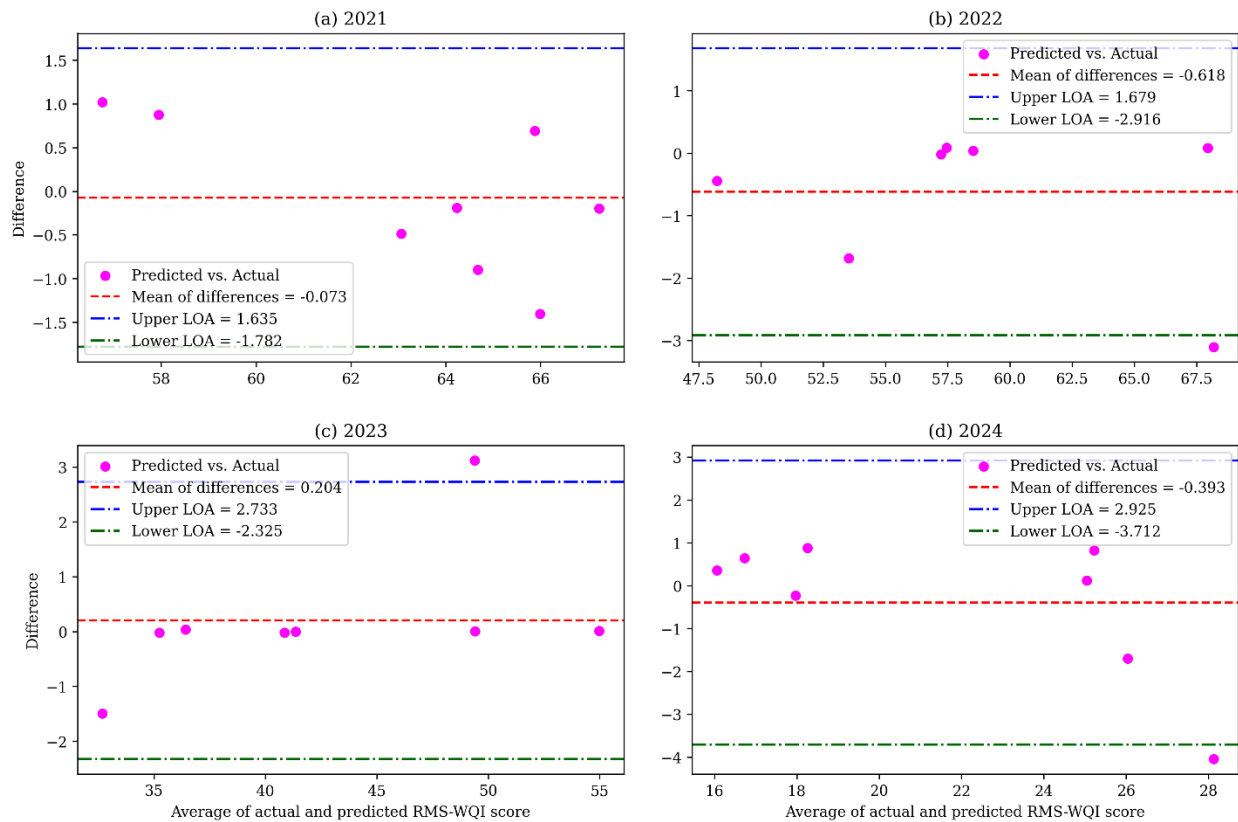 (a) 2021
1.5
1.0
0.5
0.0
−0.5
−1.0
−1.5
Difference
Predicted vs. Actual
Mean of differences = -0.073
Upper LOA = 1.635
Lower LOA = -1.782
58
60
62
64
66
(b) 2022
1
0
−1
−2
−3
Predicted vs. Actual
Mean of differences = -0.618
Upper LOA = 1.679
Lower LOA = -2.916
47.5
50.0
52.5
55.0
57.5
60.0
62.5
65.0
67.5
(c) 2023
3
2
1
0
−1
−2
Difference
Predicted vs. Actual
Mean of differences = 0.204
Upper LOA = 2.733
Lower LOA = -2.325
35
40
45
50
55
Average of actual and predicted RMS-WQI score
(d) 2024
3
2
1
0
−1
−2
−3
−4
Predicted vs. Actual
Mean of differences = -0.393
Upper LOA = 2.925
Lower LOA = -3.712
16
18
20
22
24
26
28
Average of actual and predicted RMS-WQI score